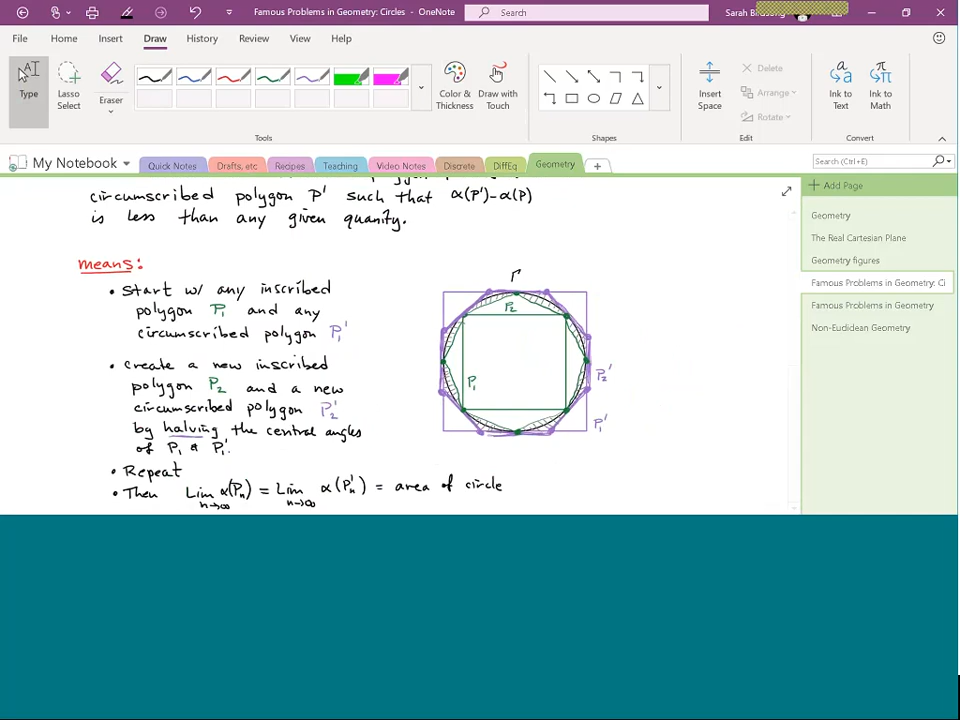 Famous Problems in Geometry: Circles - OneNote
Search
Sarah
File Home Insert Draw History Review View Help
Type
Lasso Select
Eraser
Color & Thickness
Draw with Touch
Insert Space
Delete
Arrange
Rotate
Ink to Text
Ink to Math
Tools
Shapes
Edit
Convert
My Notebook
Quick Notes
Drafts, etc
Recipes
Teaching
Video Notes
Discrete
DiffEq
Geometry
Search (Ctrl+E)
Add Page
Geometry
The Real Cartesian Plane
Geometry figures
Famous Problems in Geometry: Ci
Famous Problems in Geometry
Non-Euclidean Geometry
circumscribed polygon P' such that α(P')-α(P)
is less than any given quanity.
means:
• Start w/ any inscribed
polygon P₁ and any
circumscribed polygon P₁'
• create a new inscribed
polygon P₂ and a new
circumscribed polygon P₂'
by halving the central angles
of P₁ & P₁'.
• Repeat
• Then Lim α(Pₙ) = Lim α(Pₙ') = area of circle
n→∞ n→∞
Γ
P₂
P₁
P₂'
P₁'